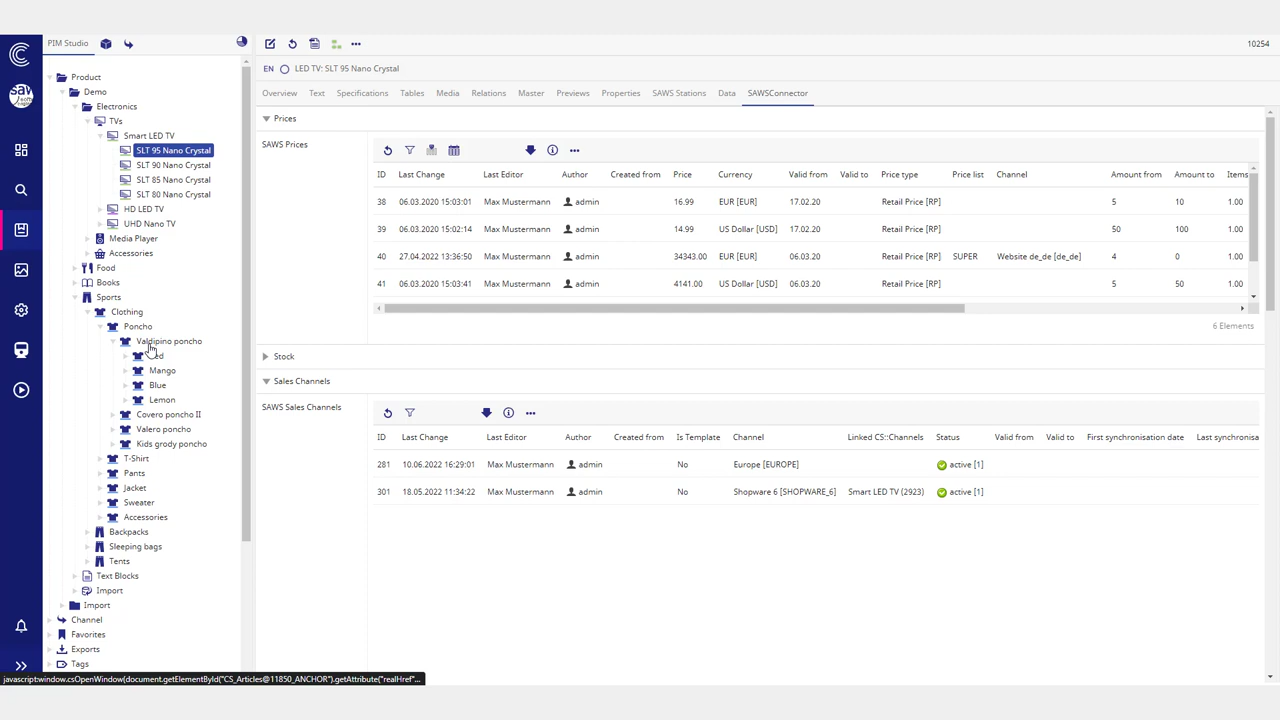 PIM Studio
10254
EN LED TV: SLT 95 Nano Crystal
Overview Text Specifications Tables Media Relations Master Previews Properties SAWS Stations Data SAWSConnector
Product
Demo
Electronics
TVs
Smart LED TV
SLT 95 Nano Crystal
SLT 90 Nano Crystal
SLT 85 Nano Crystal
SLT 80 Nano Crystal
HD LED TV
UHD Nano TV
Media Player
Accessories
Food
Books
Sports
Clothing
Poncho
Valdipino poncho
Mango
Blue
Lemon
Covero poncho II
Valero poncho
Kids grody poncho
T-Shirt
Pants
Jacket
Sweater
Accessories
Backpacks
Sleeping bags
Tents
Text Blocks
Import
Import
Channel
Favorites
Exports
Tags
Prices
SAWS Prices
ID Last Change Last Editor Author Created from Price Currency Valid from Valid to Price type Price list Channel Amount from Amount to Items
38 06.03.2020 15:03:01 Max Mustermann admin 16.99 EUR [EUR] 17.02.20 Retail Price [RP] 5 10 1.00
39 06.03.2020 15:02:14 Max Mustermann admin 14.99 US Dollar [USD] 17.02.20 Retail Price [RP] 50 100 1.00
40 27.04.2022 13:36:50 Max Mustermann admin 34343.00 EUR [EUR] 06.03.20 Retail Price [RP] SUPER Website de_de [de_de] 4 0 1.00
41 06.03.2020 15:03:41 Max Mustermann admin 4141.00 US Dollar [USD] 06.03.20 Retail Price [RP] 5 50 1.00
6 Elements
Stock
Sales Channels
SAWS Sales Channels
ID Last Change Last Editor Author Created from Is Template Channel Linked CS::Channels Status Valid from Valid to First synchronisation date Last synchronisa
281 10.06.2022 16:29:01 Max Mustermann admin No Europe [EUROPE] active [1]
301 18.05.2022 11:34:22 Max Mustermann admin No Shopware 6 [SHOPWARE_6] Smart LED TV (2923) active [1]
javascript:window.csOpenWindow(document.getElementById("CS_Articles@11850_ANCHOR").getAttribute("realHref"...